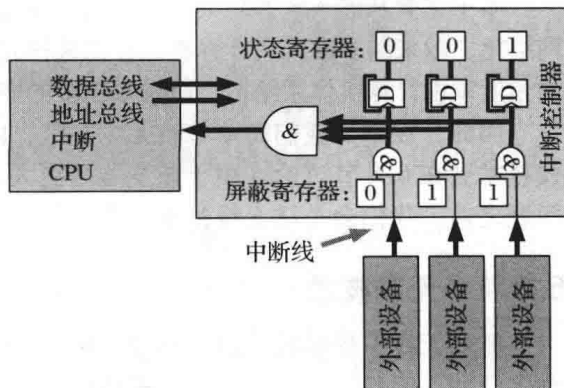 状态寄存器：
0 0 1
D D D
数据总线
地址总线
中断
CPU
&
& & &
屏蔽寄存器：
0 1 1
中断控制器
中断线
外部设备
外部设备
外部设备